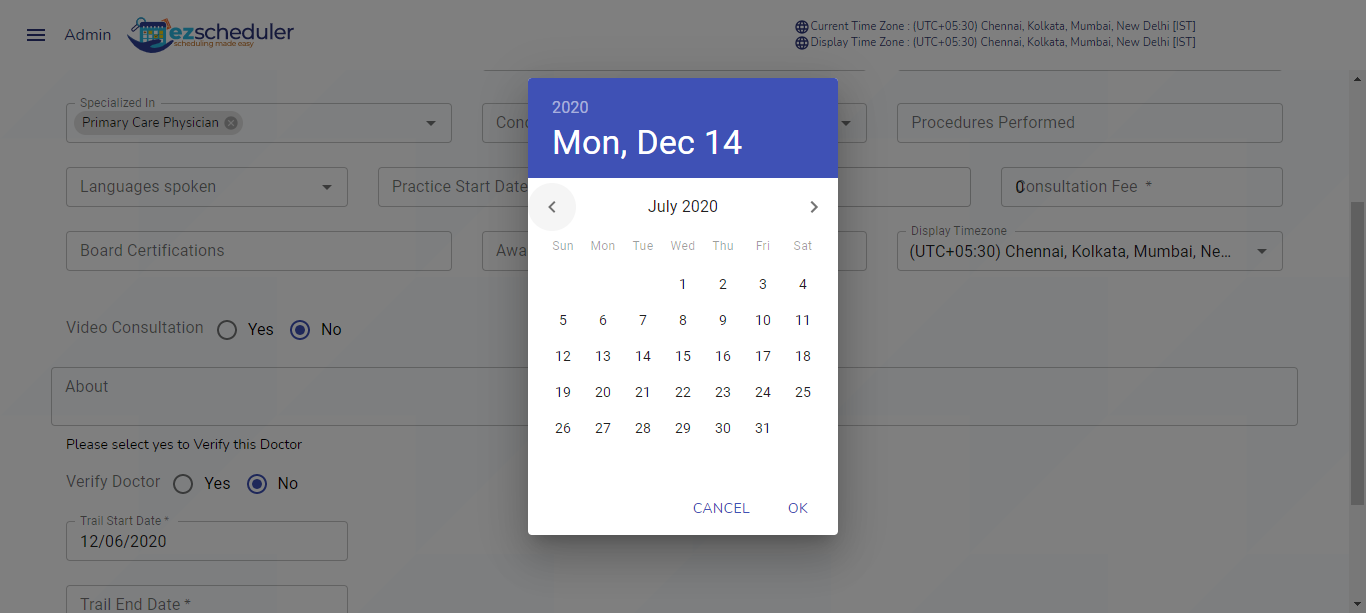 Admin
ezscheduler
scheduling made easy
Current Time Zone : (UTC+05:30) Chennai, Kolkata, Mumbai, New Delhi [IST]
Display Time Zone : (UTC+05:30) Chennai, Kolkata, Mumbai, New Delhi [IST]
Specialized In
Primary Care Physician
Conc
Procedures Performed
Languages spoken
Practice Start Date
0
Consultation Fee *
Board Certifications
Awa
Display Timezone
(UTC+05:30) Chennai, Kolkata, Mumbai, Ne...
Video Consultation Yes No
About
Please select yes to Verify this Doctor
Verify Doctor Yes No
Trail Start Date *
12/06/2020
Trail End Date *
2020
Mon, Dec 14
July 2020
Sun Mon Tue Wed Thu Fri Sat
1 2 3 4
5 6 7 8 9 10 11
12 13 14 15 16 17 18
19 20 21 22 23 24 25
26 27 28 29 30 31
CANCEL OK